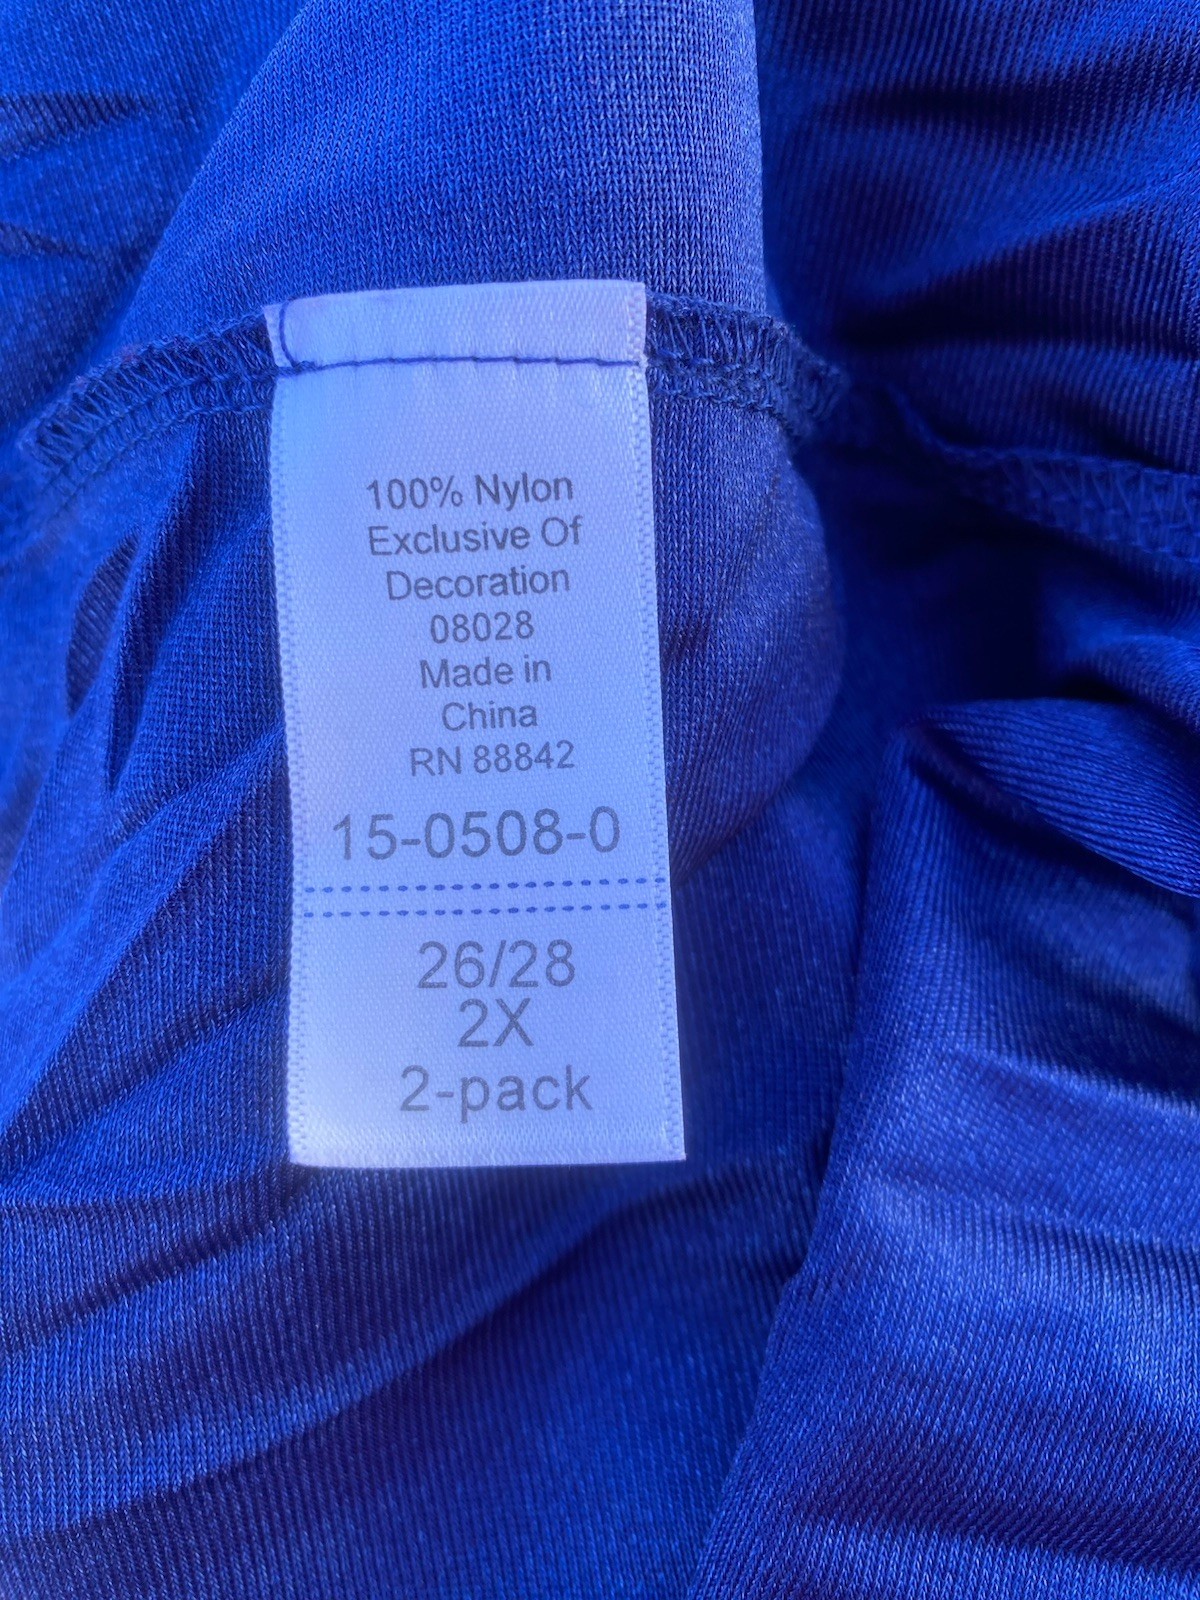 100% Nylon
Exclusive Of
Decoration
08028
Made in
China
RN 88842
15-0508-0
26/28
2X
2-pack